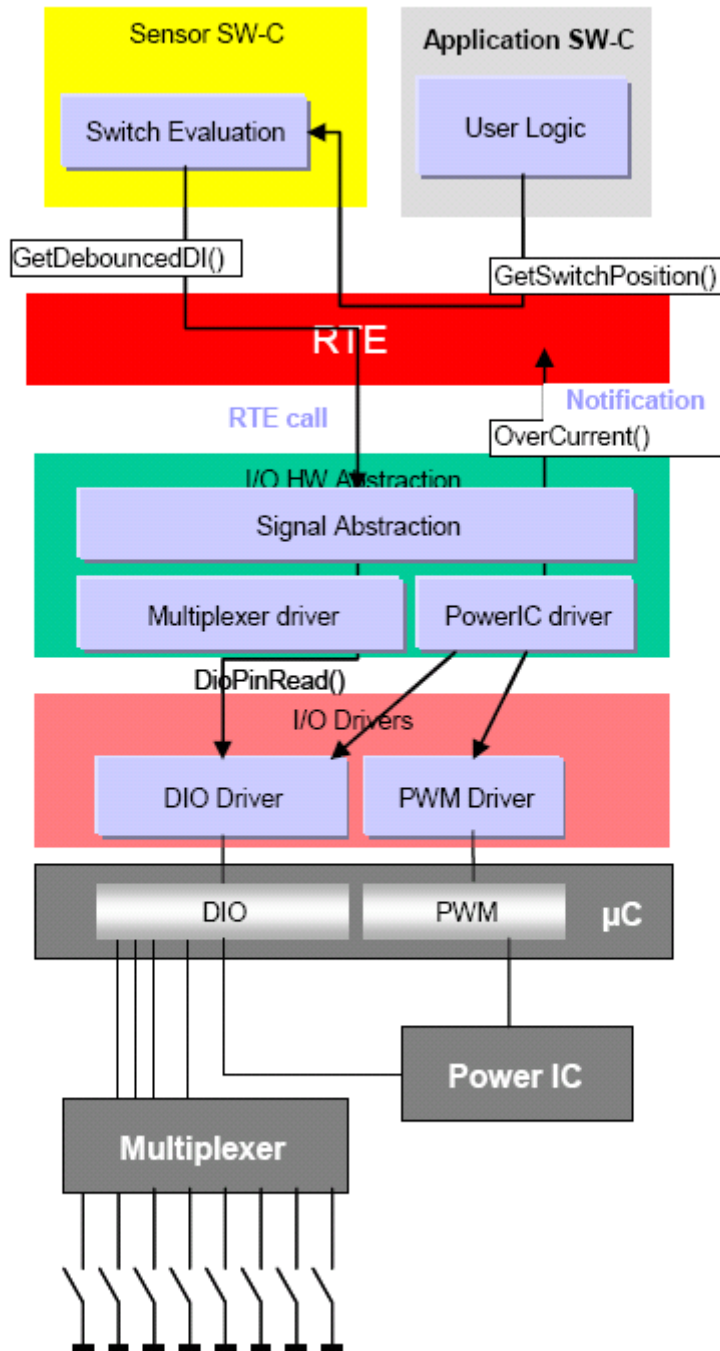 Sensor SW-C
Application SW-C
Switch Evaluation
User Logic
GetDebouncedDI()
GetSwitchPosition()
RTE
RTE call
Notification
OverCurrent()
I/O HW Abstraction
Signal Abstraction
Multiplexer driver
PowerIC driver
DioPinRead()
I/O Drivers
DIO Driver
PWM Driver
DIO
PWM
µC
Power IC
Multiplexer